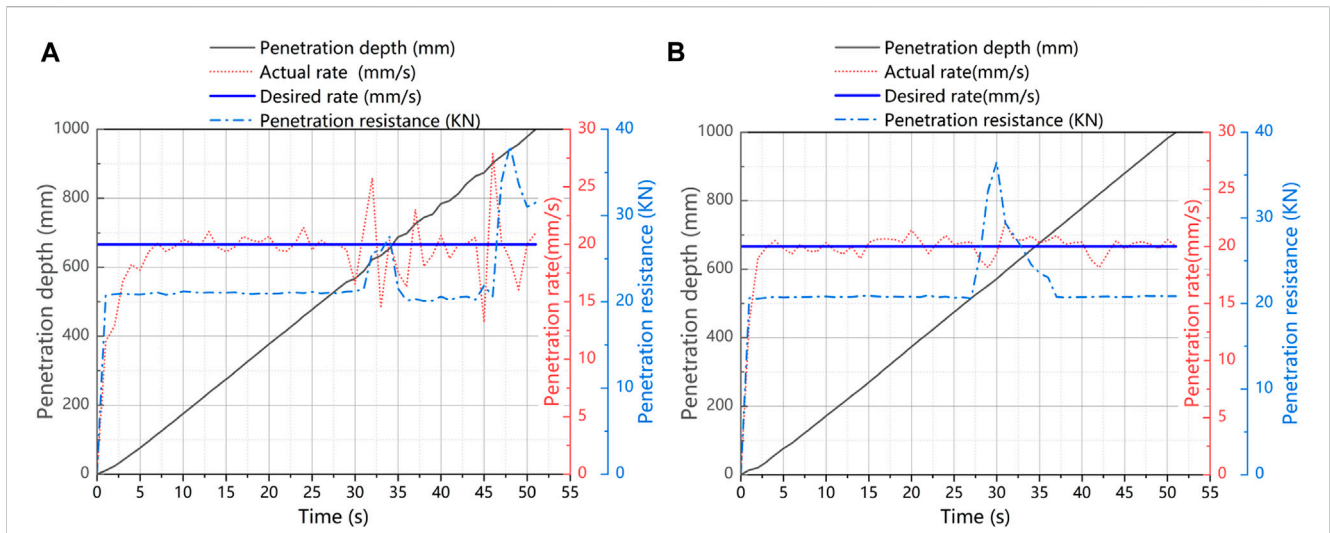 A
Penetration depth (mm)
Actual rate (mm/s)
Desired rate (mm/s)
Penetration resistance (KN)
Penetration depth (mm)
1000
800
600
400
200
0
0 5 10 15 20 25 30 35 40 45 50 55
Time (s)
30
25
20
15
10
5
0
Penetration rate(mm/s)
40
30
20
10
0
Penetration resistance (KN)
B
Penetration depth (mm)
Actual rate(mm/s)
Desired rate(mm/s)
Penetration resistance (KN)
Penetration depth (mm)
1000
800
600
400
200
0
0 5 10 15 20 25 30 35 40 45 50 55
Time (s)
30
25
20
15
10
5
0
Penetration rate(mm/s)
40
30
20
10
0
Penetration resistance (KN)